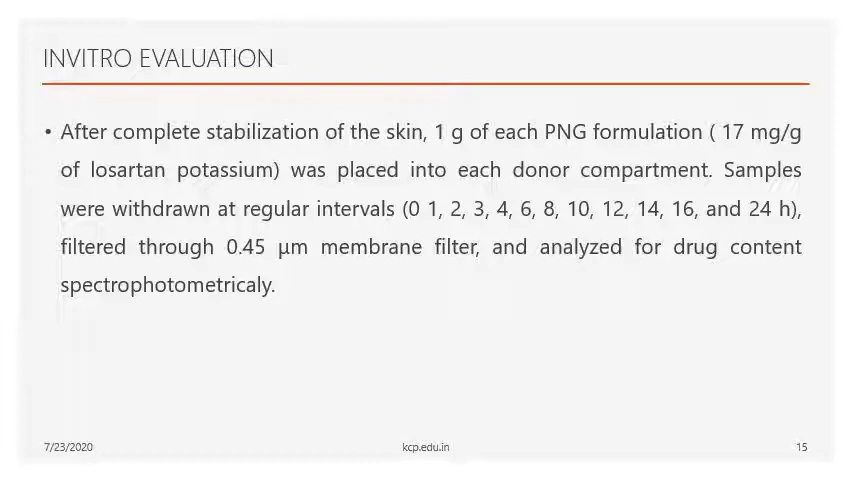 INVITRO EVALUATION
• After complete stabilization of the skin, 1 g of each PNG formulation ( 17 mg/g
of losartan potassium) was placed into each donor compartment. Samples
were withdrawn at regular intervals (0 1, 2, 3, 4, 6, 8, 10, 12, 14, 16, and 24 h),
filtered through 0.45 µm membrane filter, and analyzed for drug content
spectrophotometricaly.
7/23/2020 kcp.edu.in 15